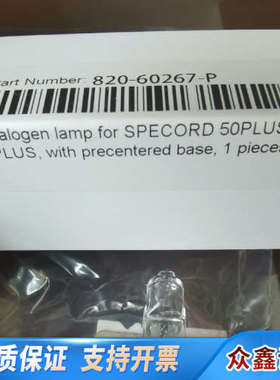 art Number: 820-60267-P
alogen lamp for SPECORD 50PLUS
PLUS, with precentered base, 1 piece
质保证 支持开票
众鑫